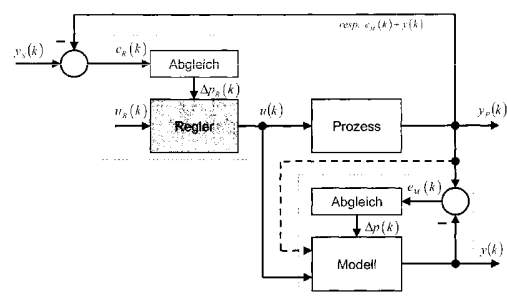 resp. e_M(k) + y(k)
y_S(k)
−
e_R(k)
Abgleich
Δp_R(k)
u_R(k)
Regler
u(k)
Prozess
y_P(k)
Abgleich
e_M(k)
Δp(k)
−
Modell
y(k)